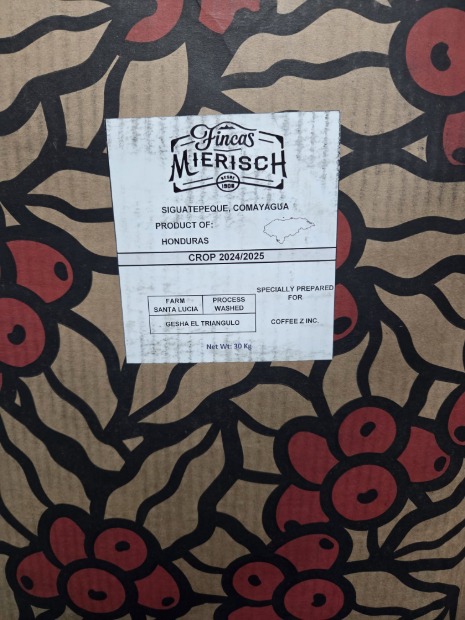 Fincas
MIERISCH
DESDE
1908
SIGUATEPEQUE, COMAYAGUA
PRODUCT OF:
HONDURAS
CROP 2024/2025
SPECIALLY PREPARED
FOR
FARM
SANTA LUCIA
PROCESS
WASHED
GESHA EL TRIANGULO
COFFEE Z INC.
Net Wt: 30 Kg